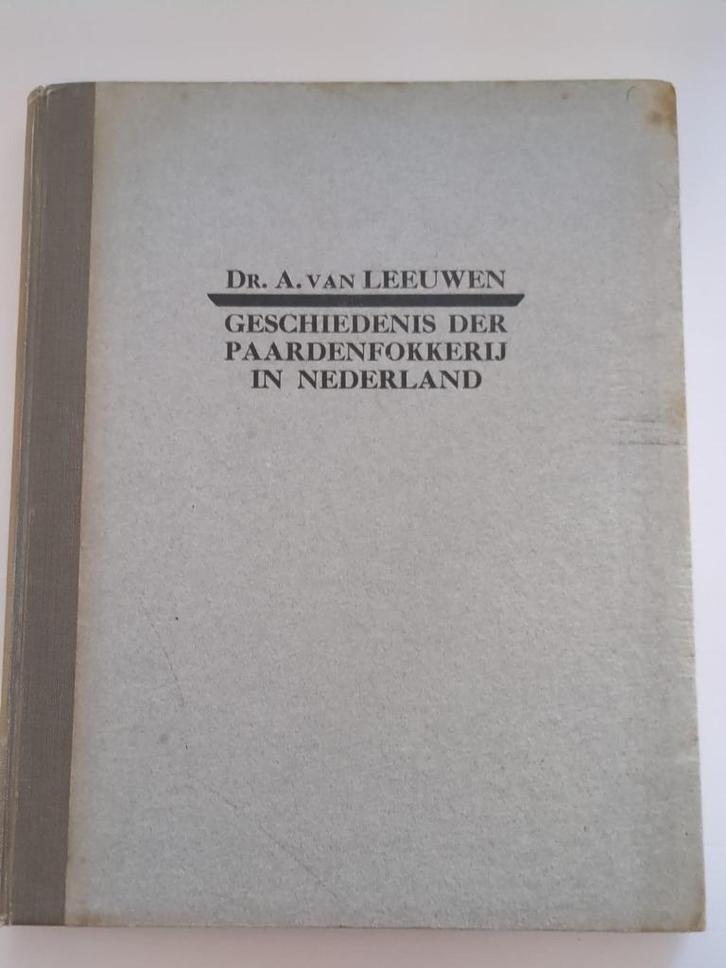 DR. A. VAN LEEUWEN
GESCHIEDENIS DER
PAARDENFOKKERIJ
IN NEDERLAND